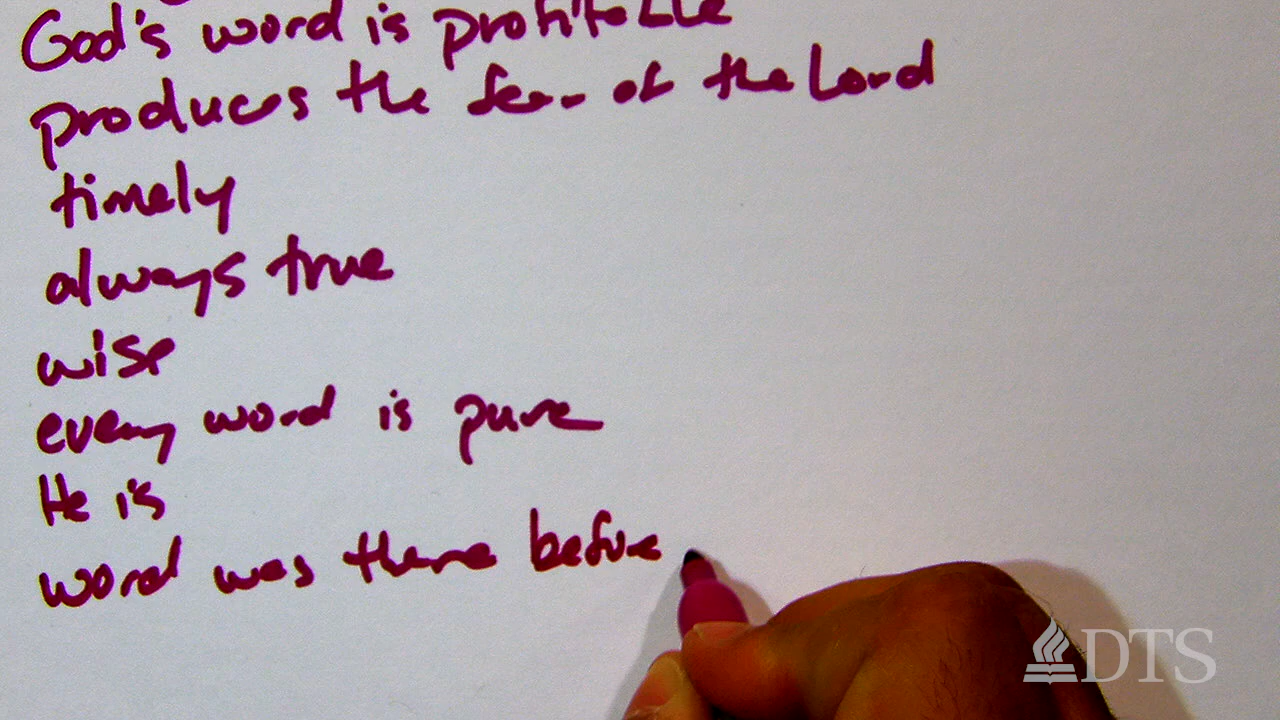 God's word is profitable
produces the fear of the Lord
timely
always true
wise
every word is pure
He is
word was there before
DTS